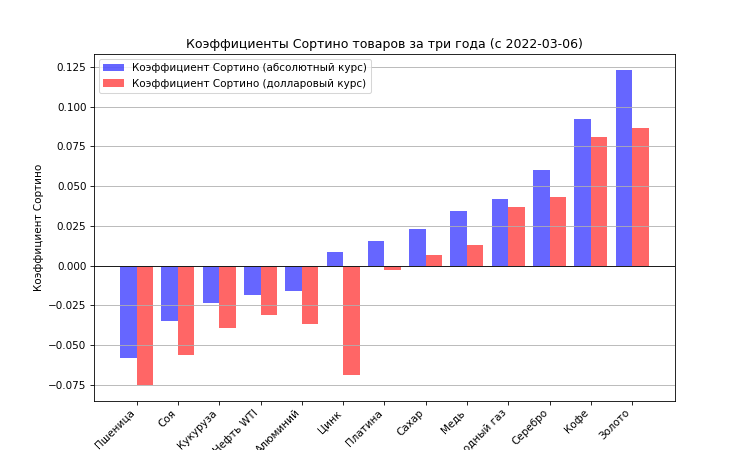 Коэффициенты Сортино товаров за три года (с 2022-03-06)
Коэффициент Сортино (абсолютный курс)
Коэффициент Сортино (долларовый курс)
Коэффициент Сортино
0.125
0.100
0.075
0.050
0.025
0.000
−0.025
−0.050
−0.075
Пшеница
Соя
Кукуруза
Нефть WTI
Алюминий
Цинк
Платина
Сахар
Медь
одный газ
Серебро
Кофе
Золото